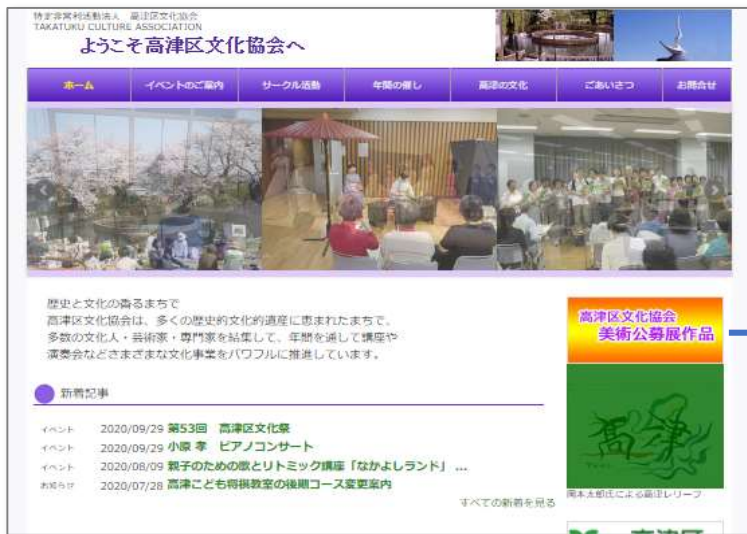 特定非営利活動法人　高津区文化協会
TAKATUKU CULTURE ASSOCIATION
ようこそ高津区文化協会へ
ホーム
イベントのご案内
サークル活動
年間の催し
高津の文化
ごあいさつ
お問合せ
歴史と文化の香るまちで
高津区文化協会は、多くの歴史的文化的遺産に恵まれたまちで、
多数の文化人・芸術家・専門家を結集して、年間を通して講座や
演奏会などさまざまな文化事業をパワフルに推進しています。
高津区文化協会
美術公募展作品
新着記事
イベント 2020/09/29 第53回　高津区文化祭
イベント 2020/09/29 小原 孝　ピアノコンサート
イベント 2020/08/09 親子のための歌とリトミック講座「なかよしランド」 ...
お知らせ 2020/07/28 高津こども将棋教室の後期コース変更案内
すべての新着を見る
岡本太郎氏による高津レリーフ